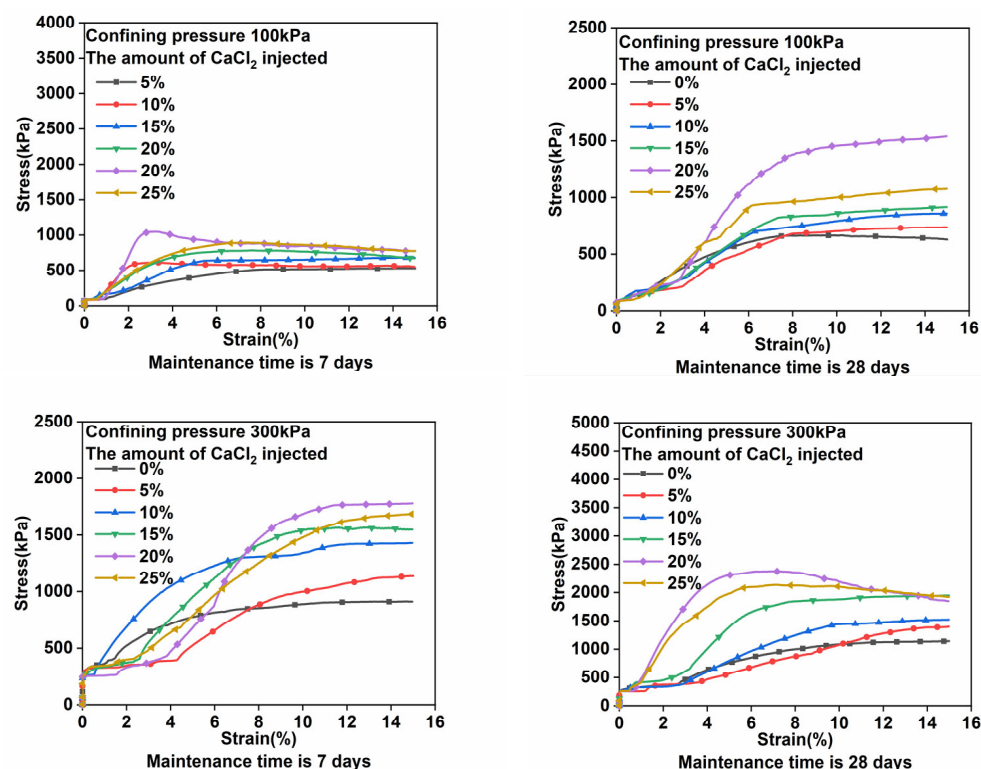 Confining pressure 100kPa
The amount of CaCl2 injected
5%
10%
15%
20%
20%
25%
Stress(kPa)
4000
3500
3000
2500
2000
1500
1000
500
0
0 2 4 6 8 10 12 14 16
Strain(%)
Maintenance time is 7 days
Confining pressure 100kPa
The amount of CaCl2 injected
0%
5%
10%
15%
20%
25%
Stress(kPa)
2500
2000
1500
1000
500
0
0 2 4 6 8 10 12 14 16
Strain(%)
Maintenance time is 28 days
Confining pressure 300kPa
The amount of CaCl2 injected
0%
5%
10%
15%
20%
25%
Stress(kPa)
2500
2000
1500
1000
500
0
0 2 4 6 8 10 12 14 16
Strain(%)
Maintenance time is 7 days
Confining pressure 300kPa
The amount of CaCl2 injected
0%
5%
10%
15%
20%
25%
Stress(kPa)
5000
4500
4000
3500
3000
2500
2000
1500
1000
500
0
0 2 4 6 8 10 12 14 16
Strain(%)
Maintenance time is 28 days